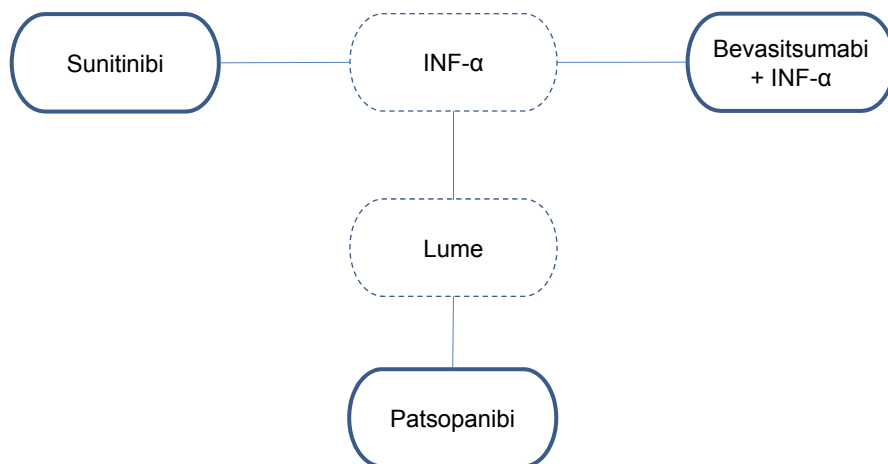 Sunitinibi
INF-α
Bevasitsumabi
+ INF-α
Lume
Patsopanibi